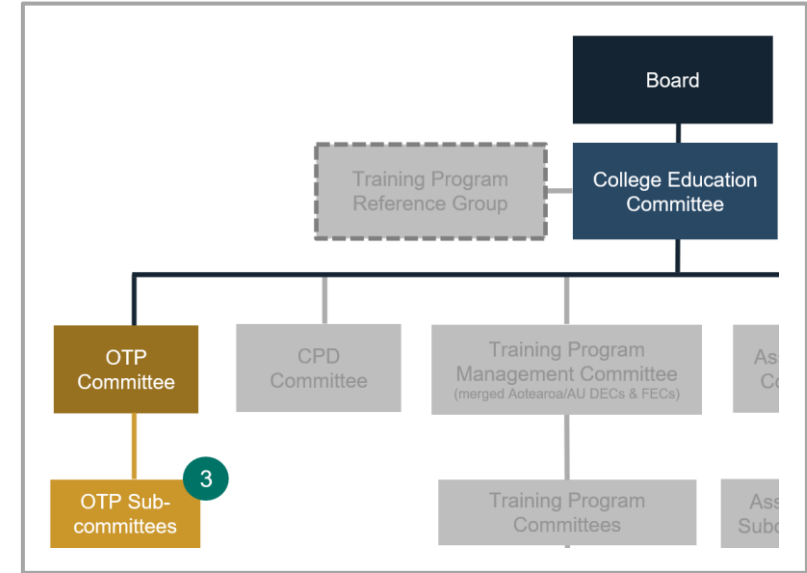 Board
Training Program
Reference Group
College Education
Committee
OTP
Committee
CPD
Committee
Training Program
Management Committee
(merged Aotearoa/AU DECs & FECs)
OTP Sub-
committees
3
Training Program
Committees